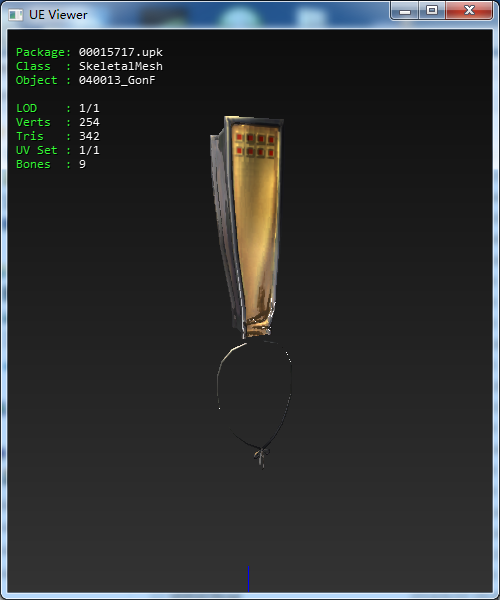 UE Viewer
Package: 00015717.upk
Class : SkeletalMesh
Object : 040013_GonF
LOD : 1/1
Verts : 254
Tris : 342
UV Set : 1/1
Bones : 9